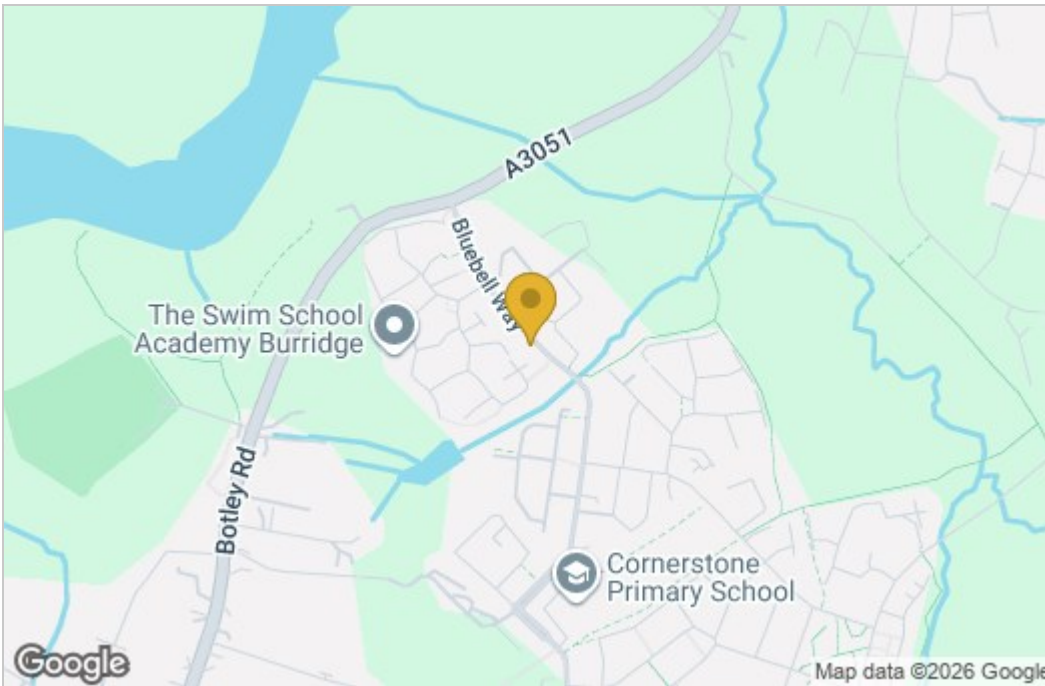 A3051
Bluebell Way
The Swim School
Academy Burridge
Botley Rd
Cornerstone
Primary School
Google
Map data ©2026 Google